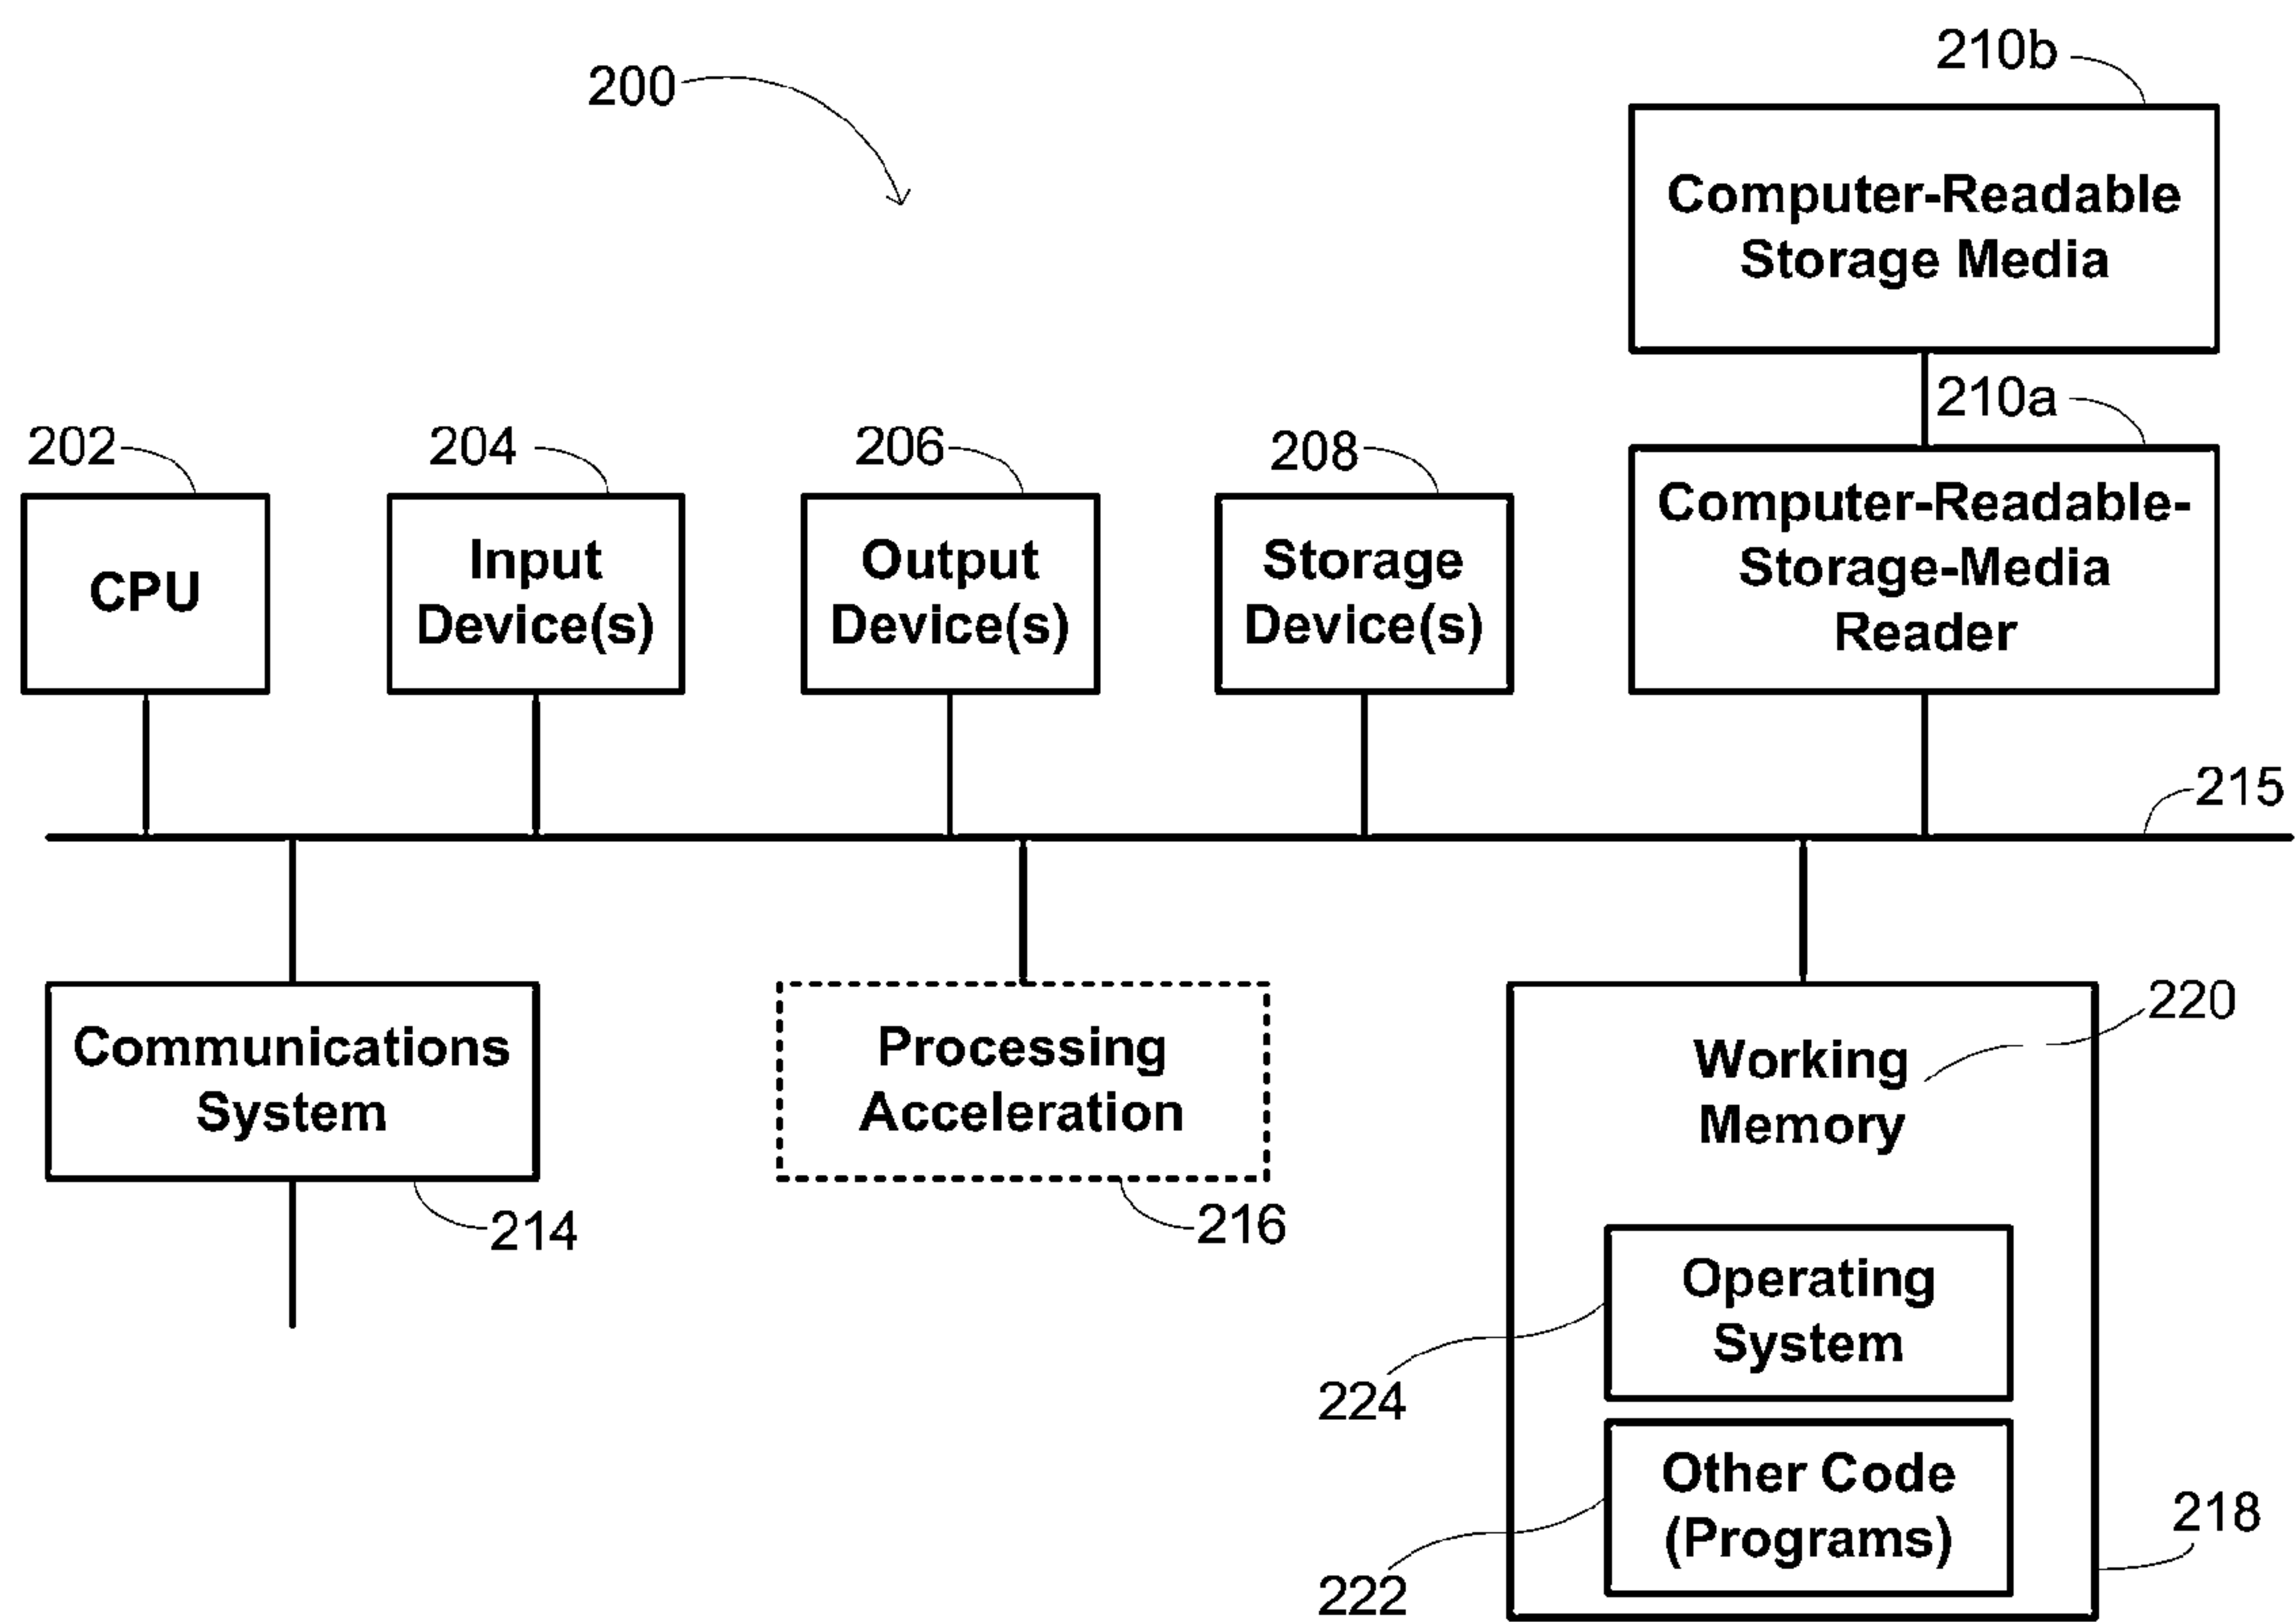 200
210b
Computer-Readable
Storage Media
210a
Computer-Readable-
Storage-Media
Reader
202
CPU
204
Input
Device(s)
206
Output
Device(s)
208
Storage
Device(s)
215
Communications
System
214
Processing
Acceleration
216
220
Working
Memory
Operating
System
224
Other Code
(Programs)
222
218